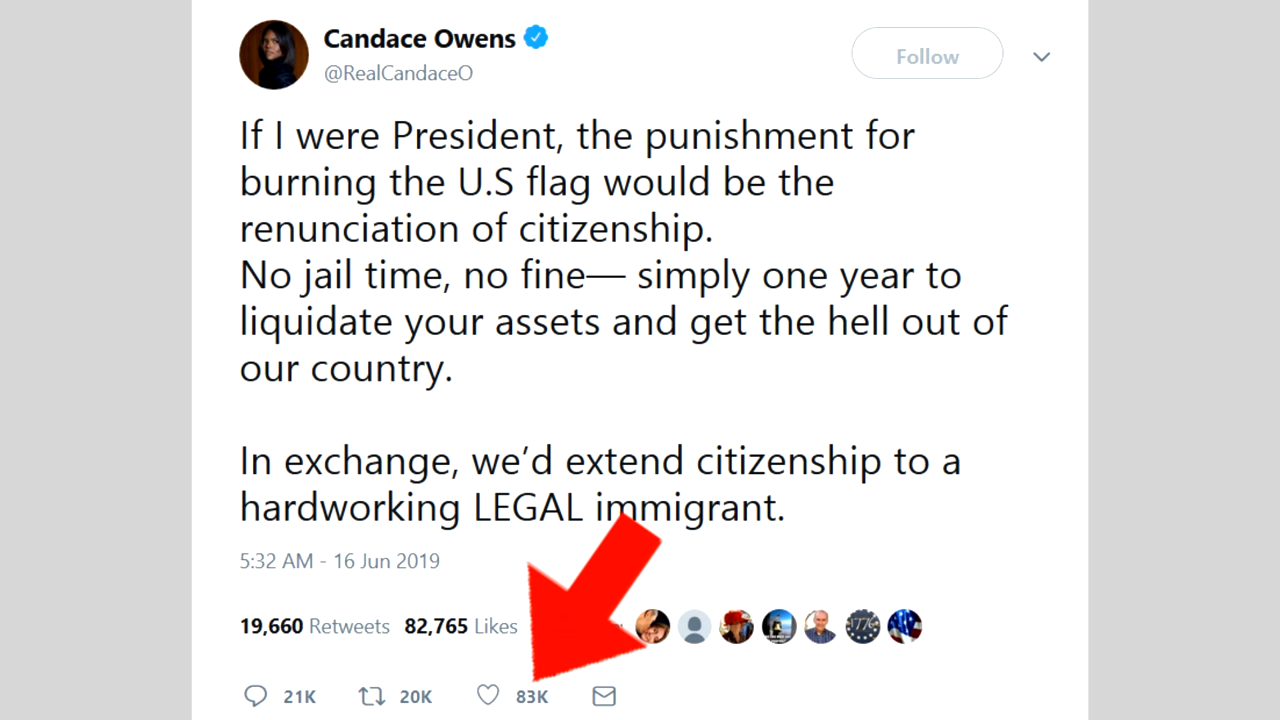 Candace Owens
@RealCandaceO
Follow
If I were President, the punishment for
burning the U.S flag would be the
renunciation of citizenship.
No jail time, no fine— simply one year to
liquidate your assets and get the hell out of
our country.
In exchange, we’d extend citizenship to a
hardworking LEGAL immigrant.
5:32 AM - 16 Jun 2019
19,660 Retweets 82,765 Likes
1776
21K 20K 83K